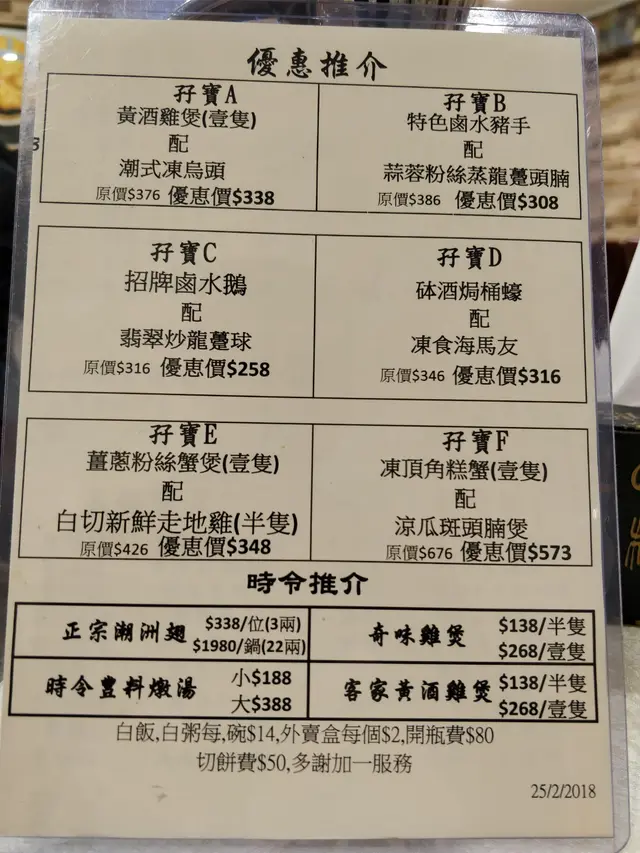 優惠推介
孖寶A
黃酒雞煲(壹隻)
配
潮式凍烏頭
原價$376 優惠價$338
孖寶B
特色鹵水豬手
配
蒜蓉粉絲蒸龍躉頭腩
原價$386 優惠價$308
孖寶C
招牌鹵水鵝
配
翡翠炒龍躉球
原價$316 優惠價$258
孖寶D
砵酒焗桶蠔
配
凍食海馬友
原價$346 優惠價$316
孖寶E
薑蔥粉絲蟹煲(壹隻)
配
白切新鮮走地雞(半隻)
原價$426 優惠價$348
孖寶F
凍頂角糕蟹(壹隻)
配
涼瓜斑頭腩煲
原價$676 優惠價$573
時令推介
正宗潮洲翅
$338/位(3兩)
$1980/鍋(22兩)
奇味雞煲
$138/半隻
$268/壹隻
時令豐料燉湯
小$188
大$388
客家黃酒雞煲
$138/半隻
$268/壹隻
白飯,白粥每,碗$14,外賣盒每個$2,開瓶費$80
切餅費$50,多謝加一服務
25/2/2018